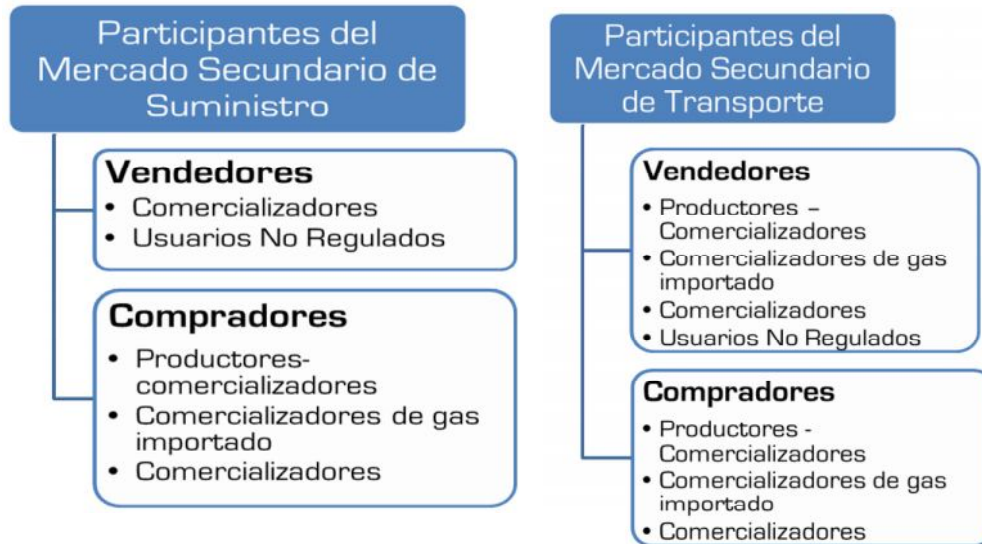 Participantes del
Mercado Secundario de
Suministro
Vendedores
• Comercializadores
• Usuarios No Regulados
Compradores
• Productores-
comercializadores
• Comercializadores de gas
importado
• Comercializadores
Participantes del
Mercado Secundario
de Transporte
Vendedores
• Productores –
Comercializadores
• Comercializadores de gas
importado
• Comercializadores
• Usuarios No Regulados
Compradores
• Productores -
Comercializadores
• Comercializadores de gas
importado
• Comercializadores